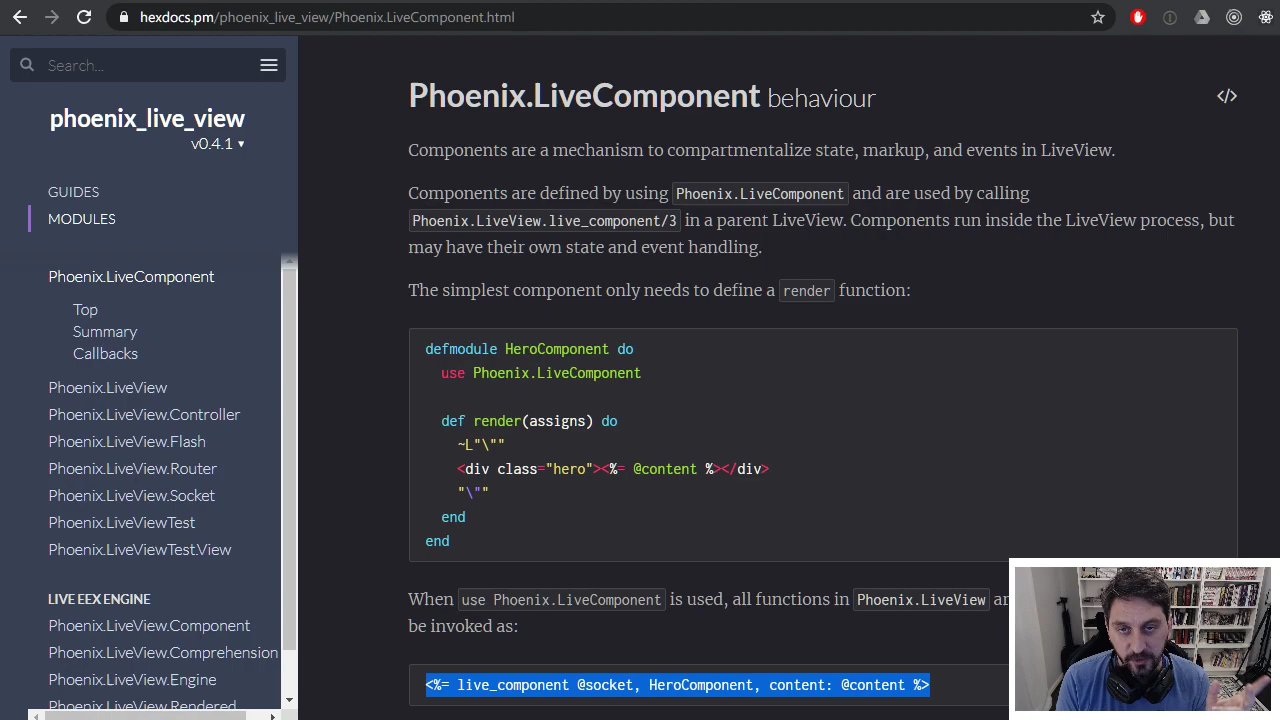 hexdocs.pm/phoenix_live_view/Phoenix.LiveComponent.html
Search...
phoenix_live_view
v0.4.1
GUIDES
MODULES
Phoenix.LiveComponent
Top
Summary
Callbacks
Phoenix.LiveView
Phoenix.LiveView.Controller
Phoenix.LiveView.Flash
Phoenix.LiveView.Router
Phoenix.LiveView.Socket
Phoenix.LiveViewTest
Phoenix.LiveViewTest.View
LIVE EEX ENGINE
Phoenix.LiveView.Component
Phoenix.LiveView.Comprehension
Phoenix.LiveView.Engine
Phoenix.LiveView.Rendered
Phoenix.LiveComponent behaviour
Components are a mechanism to compartmentalize state, markup, and events in LiveView.
Components are defined by using Phoenix.LiveComponent and are used by calling
Phoenix.LiveView.live_component/3 in a parent LiveView. Components run inside the LiveView process, but
may have their own state and event handling.
The simplest component only needs to define a render function:
defmodule HeroComponent do
use Phoenix.LiveComponent
def render(assigns) do
~L"\""
<div class="hero"><%= @content %></div>
"\""
end
end
When use Phoenix.LiveComponent is used, all functions in Phoenix.LiveView
be invoked as:
<%= live_component @socket, HeroComponent, content: @content %>